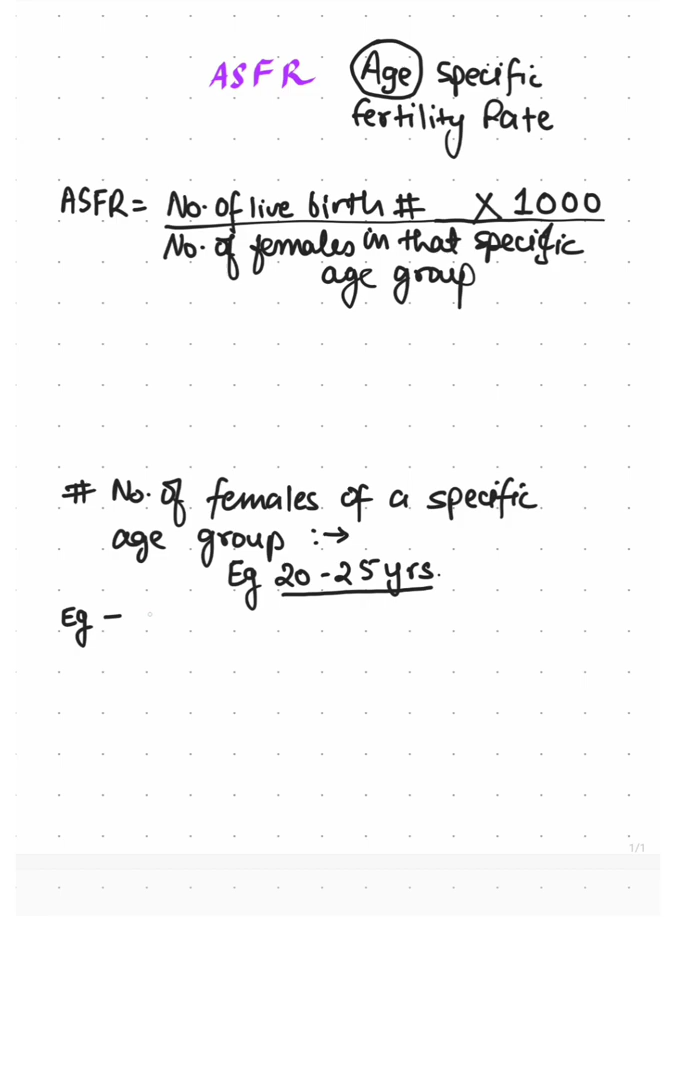 ASFR Age specific
fertility Rate
ASFR = No. of live birth # X 1000
No. of females in that specific
age group
# No. of females of a specific
age group :→
Eg 20-25 yrs.
Eg -
1/1